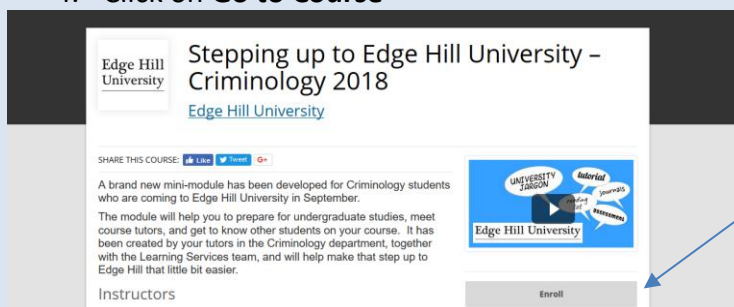 Click on Go to Course
Edge Hill
University
Stepping up to Edge Hill University –
Criminology 2018
Edge Hill University
SHARE THIS COURSE: Like Tweet G+
A brand new mini-module has been developed for Criminology students
who are coming to Edge Hill University in September.
The module will help you to prepare for undergraduate studies, meet
course tutors, and get to know other students on your course. It has
been created by your tutors in the Criminology department, together
with the Learning Services team, and will help make that step up to
Edge Hill that little bit easier.
UNIVERSITY
JARGON
tutorial
journals
reading
list
assessment
Edge Hill University
Instructors
Enroll